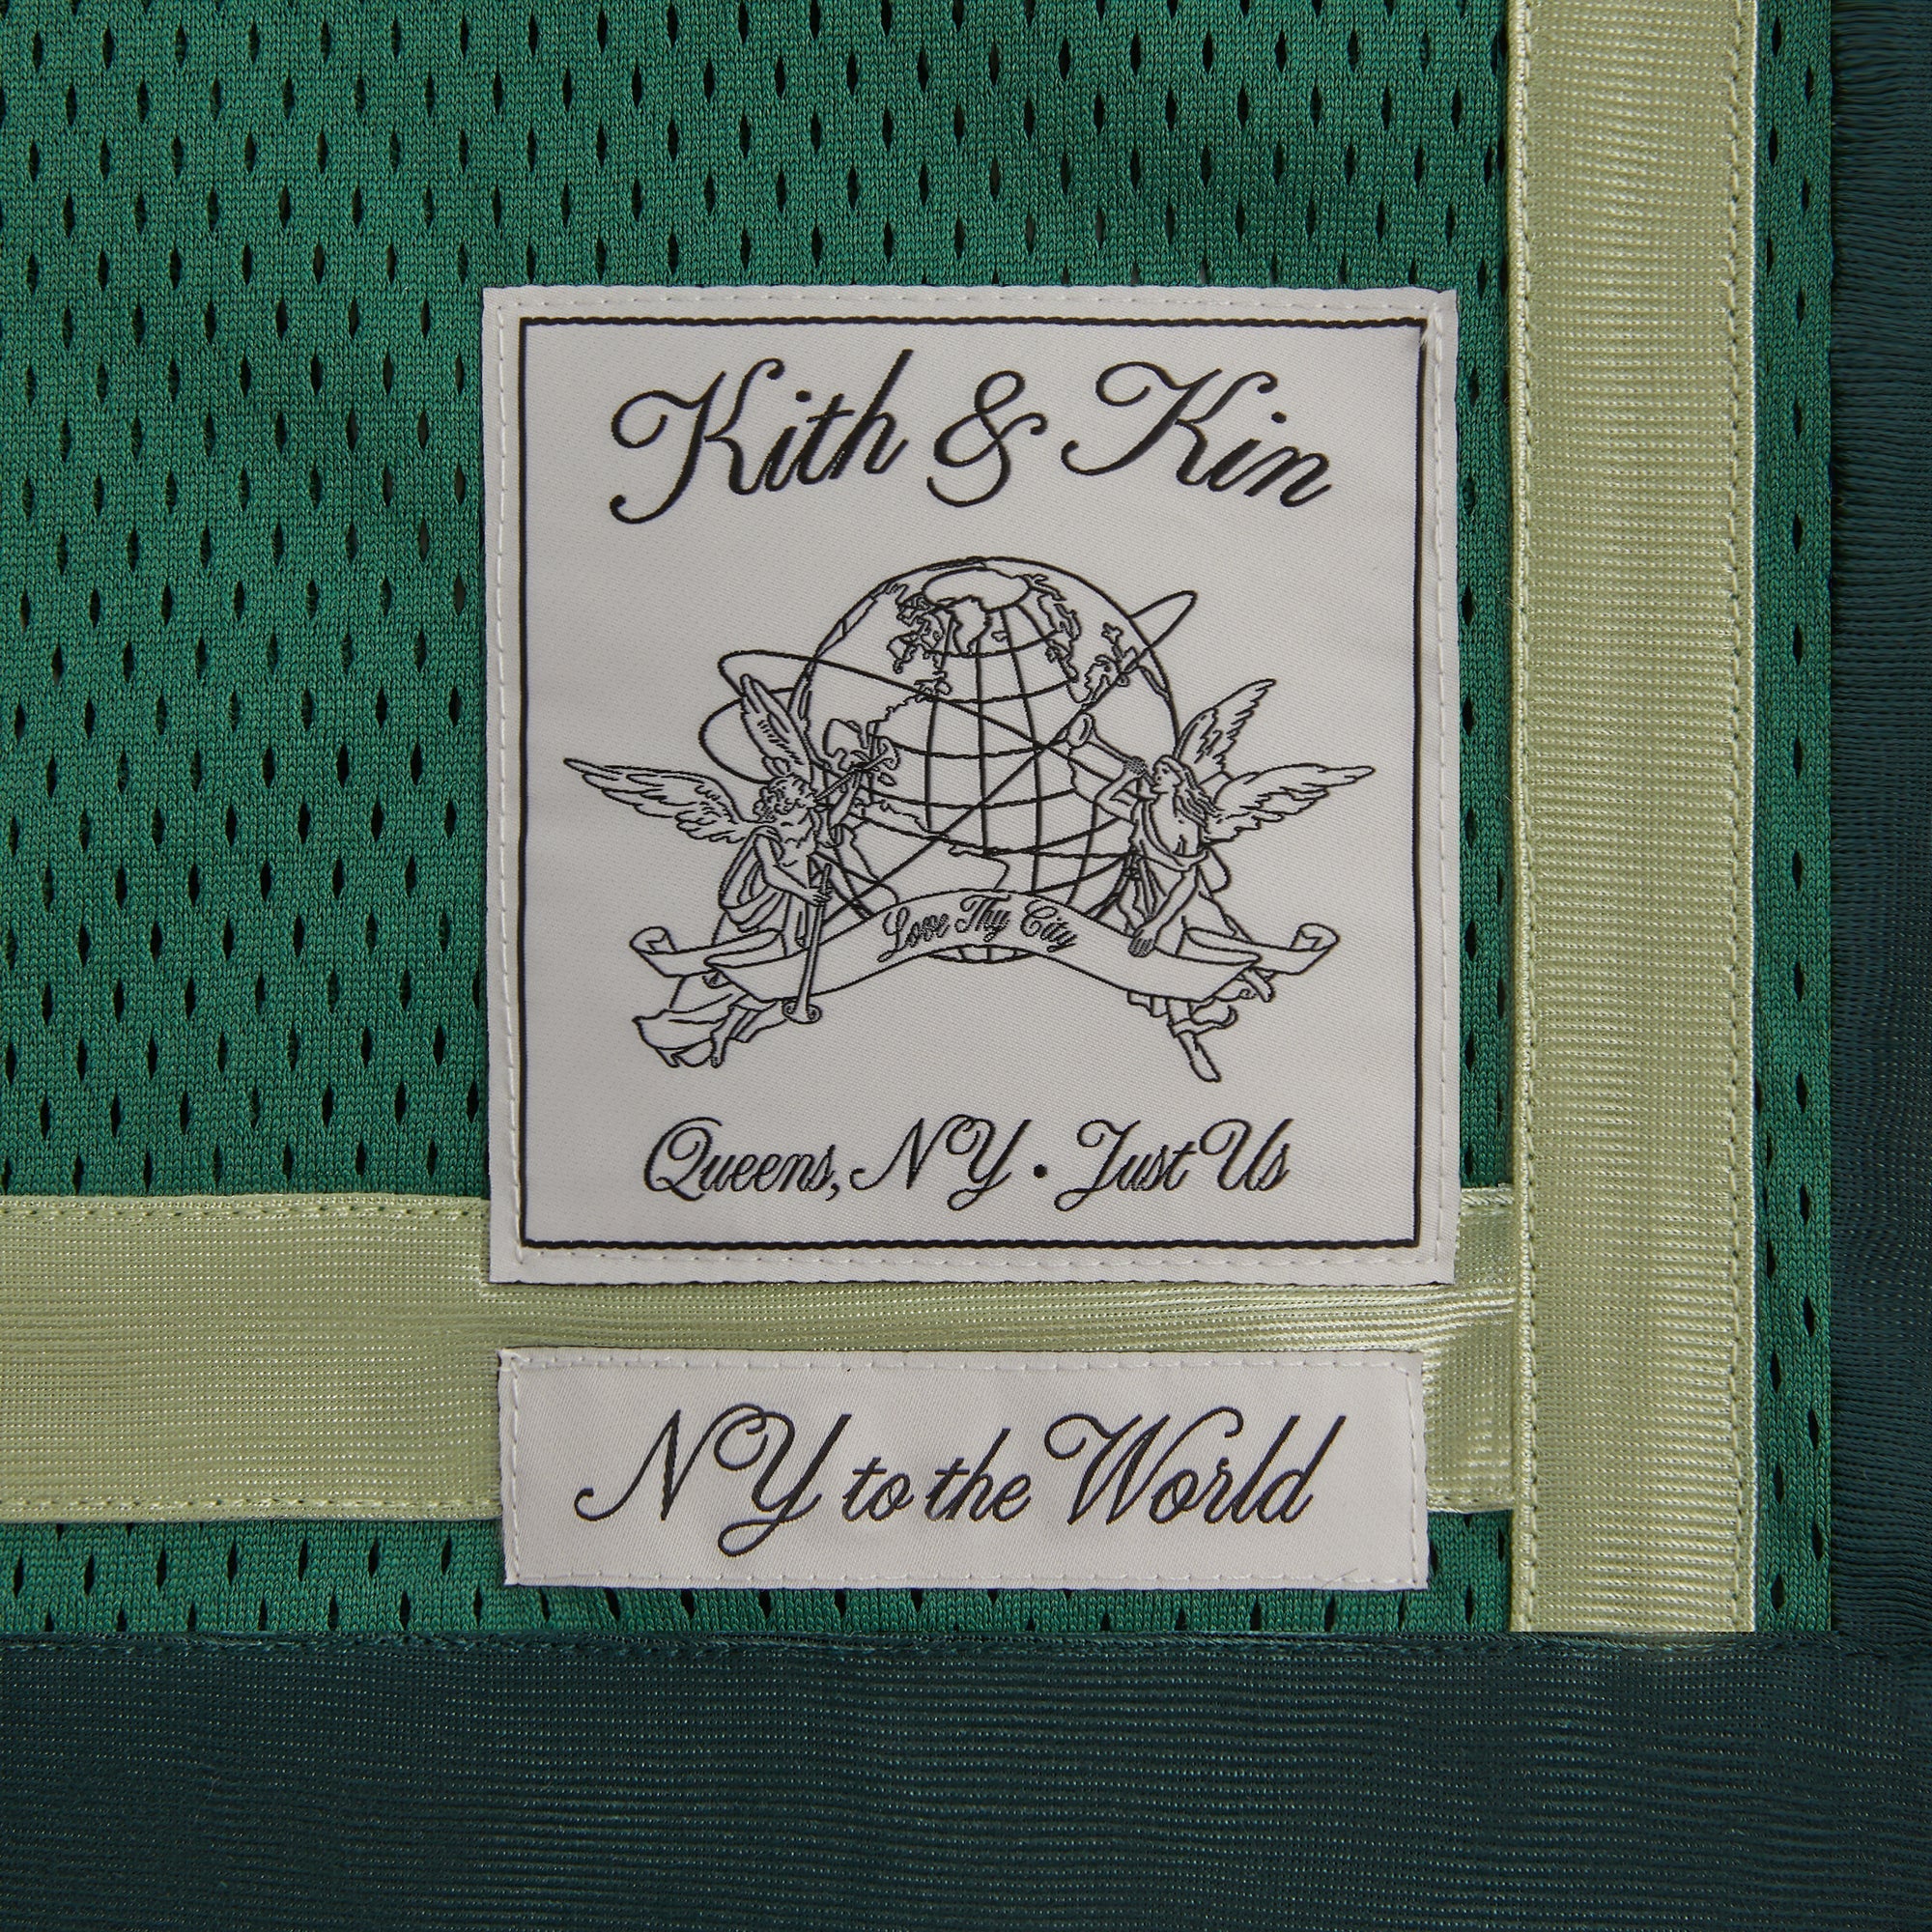 Kith & Kin
Love Thy City
Queens, NY • Just Us
NY to the World